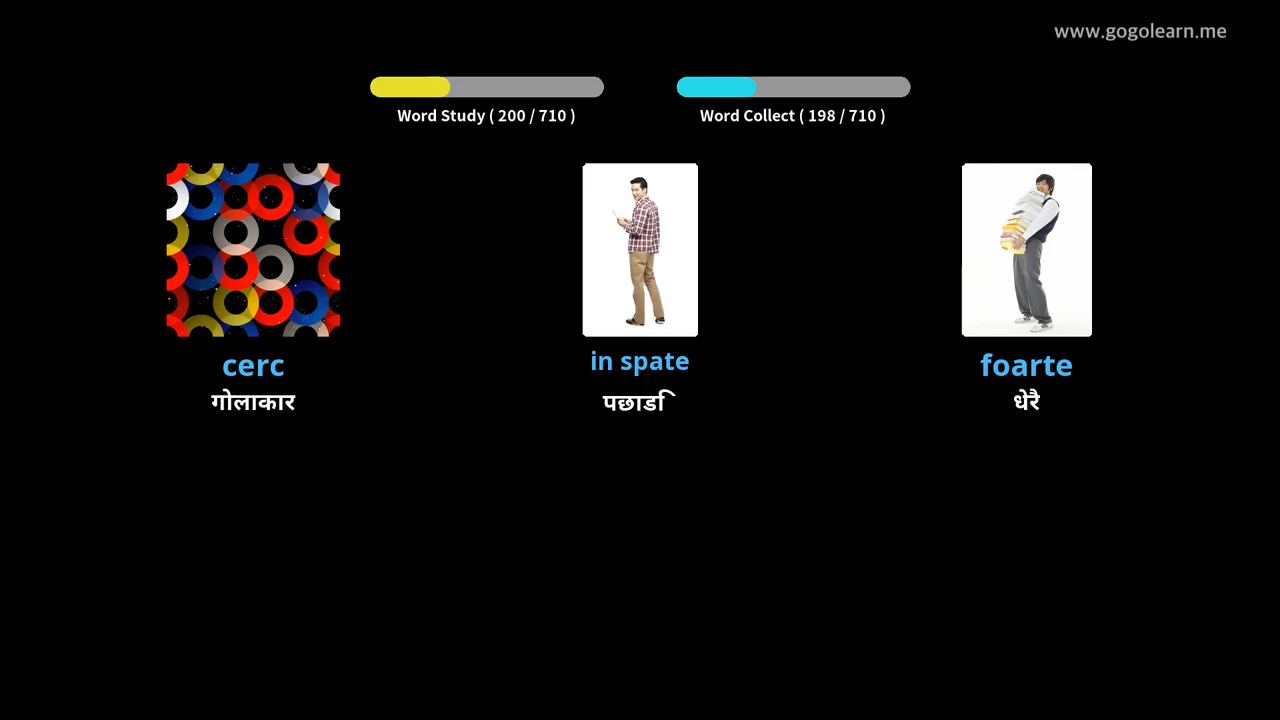 www.gogolearn.me
Word Study ( 200 / 710 )
Word Collect ( 198 / 710 )
cerc
in spate
foarte
गोलाकार
पछाडि
धेरै